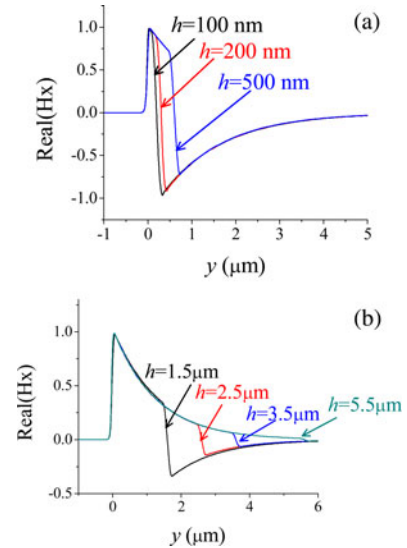 (a)
h=100 nm
h=200 nm
h=500 nm
1.0
0.5
0.0
-0.5
-1.0
Real(Hx)
-1 0 1 2 3 4 5
y (μm)
(b)
h=1.5μm
h=2.5μm
h=3.5μm
h=5.5μm
1.0
0.5
0.0
-0.5
Real(Hx)
0 2 4 6
y (μm)